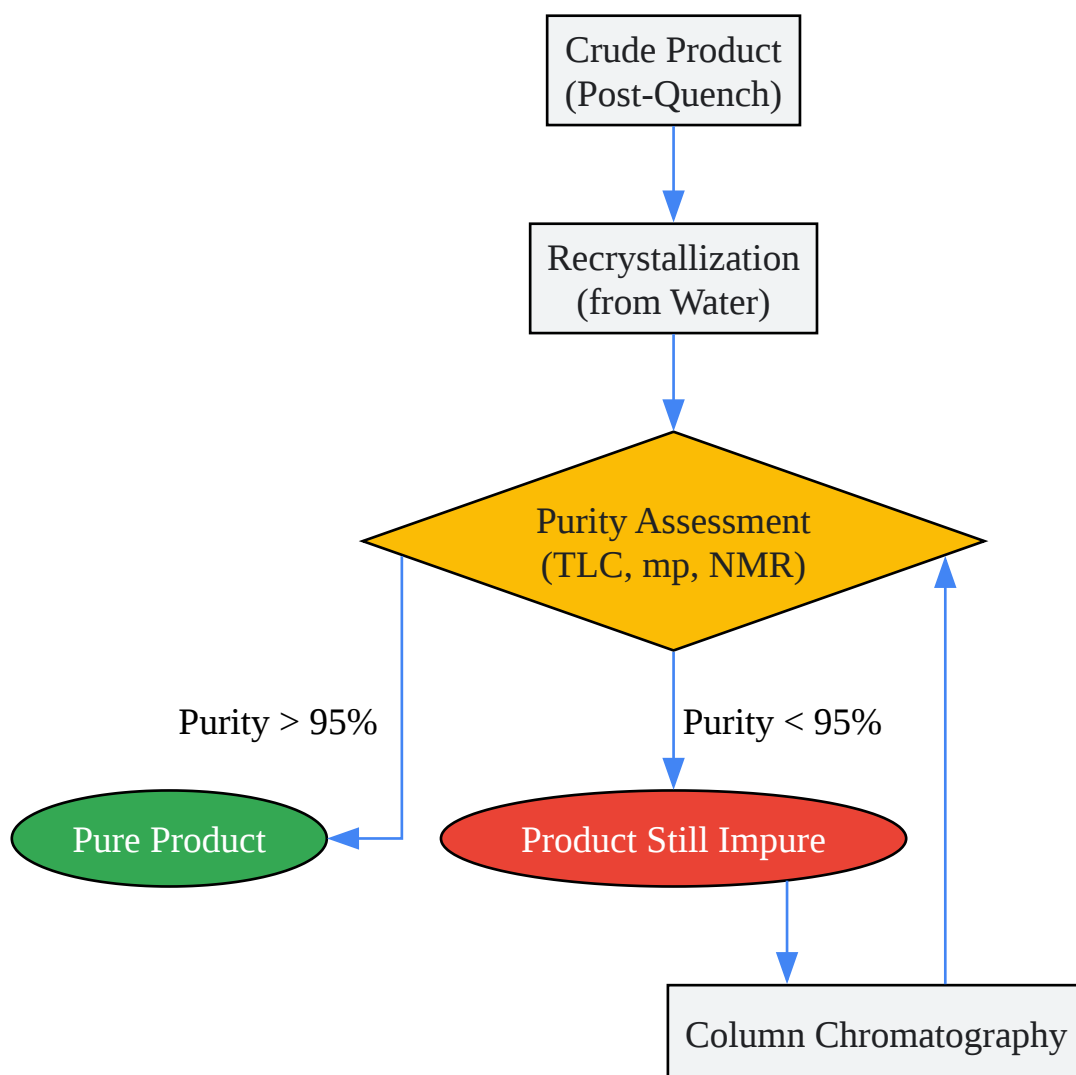 Crude Product
(Post-Quench)
Recrystallization
(from Water)
Purity Assessment
(TLC, mp, NMR)
Purity > 95%
Purity < 95%
Pure Product
Product Still Impure
Column Chromatography